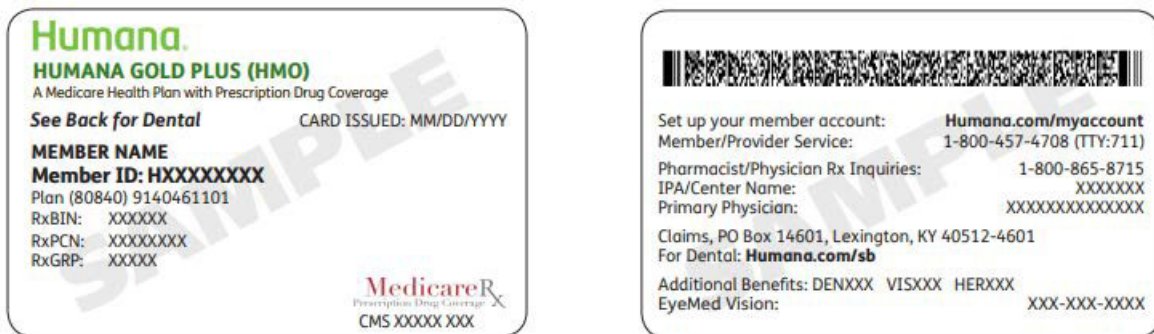 Humana.
HUMANA GOLD PLUS (HMO)
A Medicare Health Plan with Prescription Drug Coverage
See Back for Dental CARD ISSUED: MM/DD/YYYY
MEMBER NAME
Member ID: HXXXXXXXX
Plan (80840) 9140461101
RxBIN: XXXXXX
RxPCN: XXXXXXXX
RxGRP: XXXXX
MedicareRx
Prescription Drug Coverage
CMS XXXXX XXX
SAMPLE
Set up your member account: Humana.com/myaccount
Member/Provider Service: 1-800-457-4708 (TTY:711)
Pharmacist/Physician Rx Inquiries: 1-800-865-8715
IPA/Center Name: XXXXXXX
Primary Physician: XXXXXXXXXXXXXX
Claims, PO Box 14601, Lexington, KY 40512-4601
For Dental: Humana.com/sb
Additional Benefits: DENXXX VISXXX HERXXX
EyeMed Vision: XXX-XXX-XXXX
SAMPLE